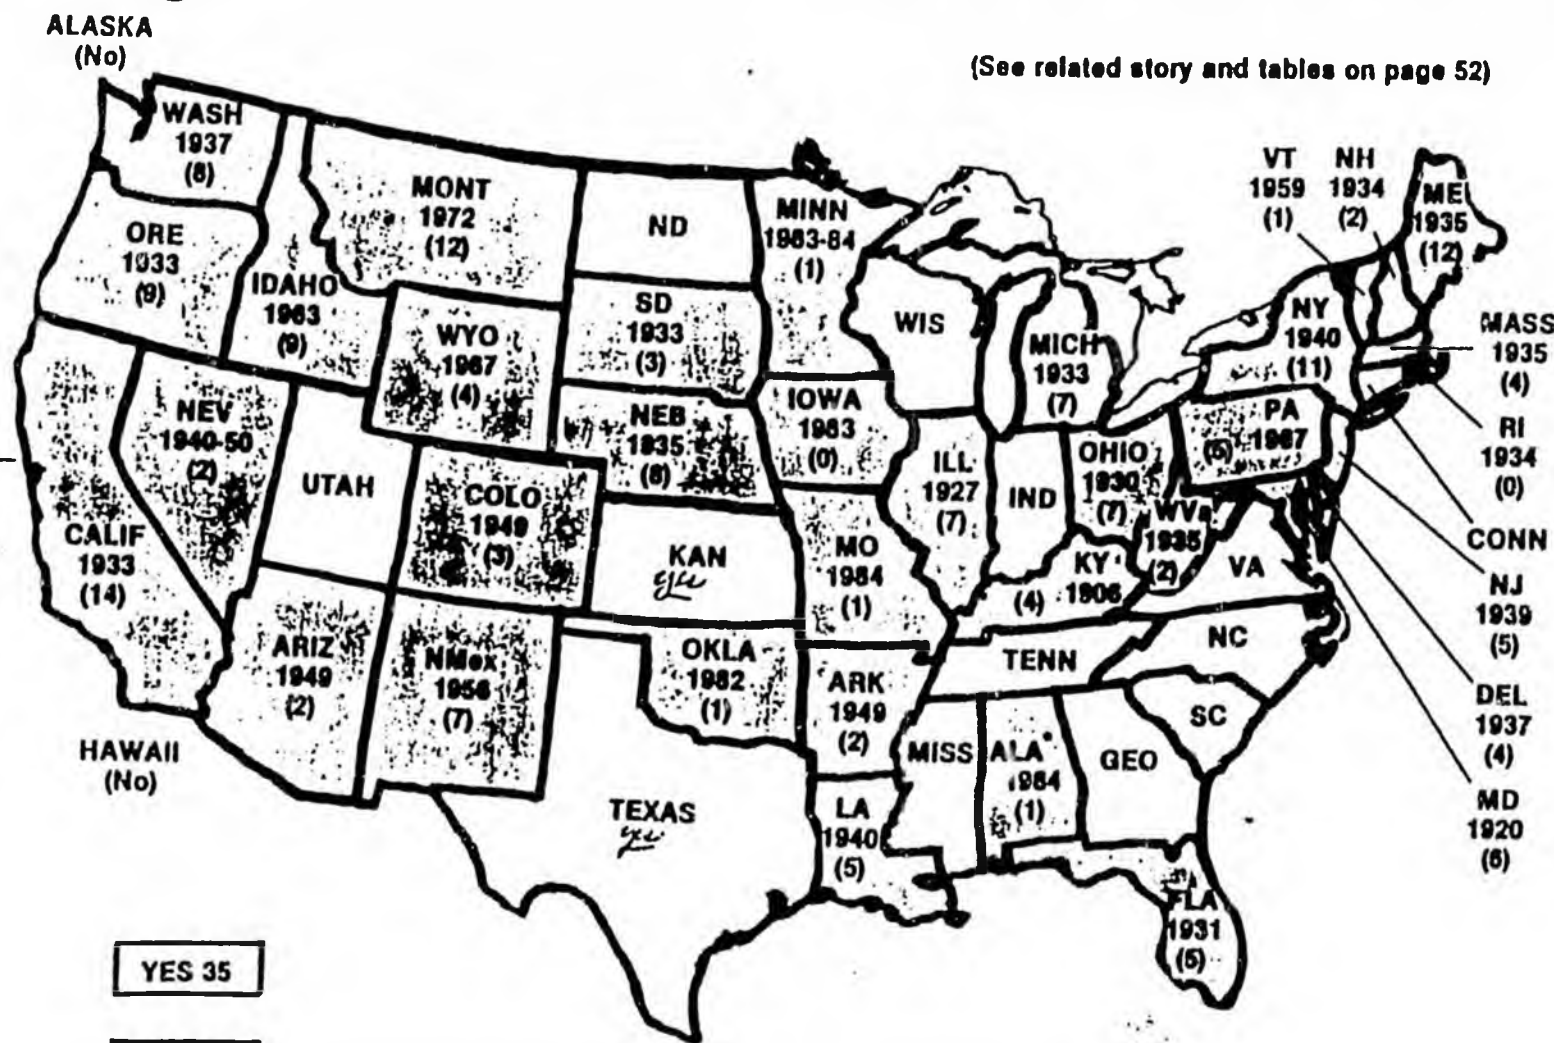 ALASKA
(No)
(See related story and tables on page 52)
WASH
1937
(8)
MONT
1972
(12)
ND
MINN
1983-84
(1)
VT
1959
(1)
NH
1934
(2)
ME
1935
(12)
ORE
1933
(9)
IDAHO
1963
(9)
WYO
1967
(4)
SD
1933
(3)
WIS
MICH
1933
(7)
NY
1940
(11)
MASS
1935
(4)
NEV
1940-50
(2)
UTAH
COLO
1949
(3)
NEB
1935
(8)
IOWA
1983
(0)
ILL
1927
(7)
IND
OHIO
1930
(7)
PA
1967
(5)
RI
1934
(0)
CALIF
1933
(14)
KAN
yes
MO
1984
(1)
KY
1906
(4)
WVa
1935
(2)
VA
CONN
NJ
1939
(5)
ARIZ
1949
(2)
NMex
1956
(7)
OKLA
1982
(1)
ARK
1949
(2)
TENN
NC
SC
DEL
1937
(4)
HAWAII
(No)
TEXAS
yes
LA
1940
(5)
MISS
ALA*
1984
(1)
GEO
MD
1920
(6)
FLA
1931
(5)
YES 35